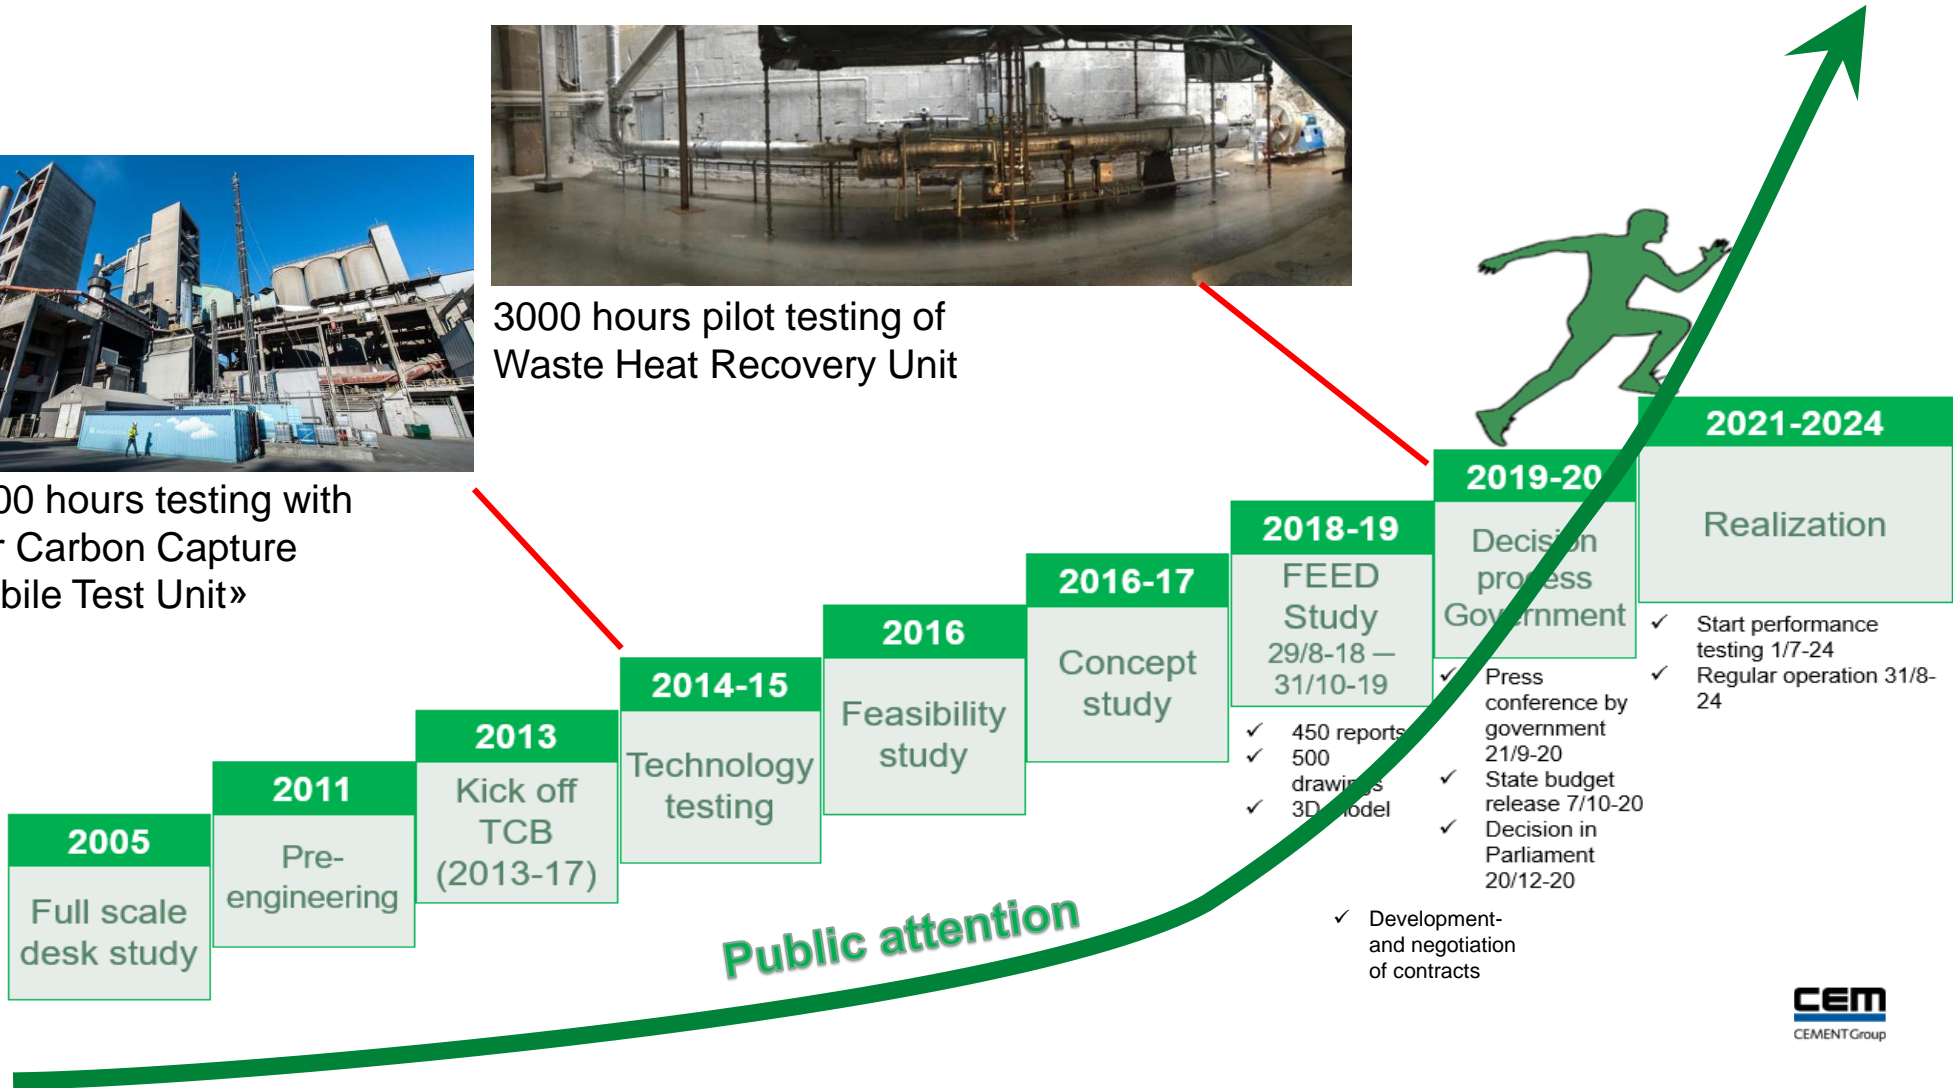 3000 hours pilot testing of
Waste Heat Recovery Unit
00 hours testing with
r Carbon Capture
bile Test Unit»
2005
Full scale
desk study
2011
Pre-
engineering
2013
Kick off
TCB
(2013-17)
2014-15
Technology
testing
2016
Feasibility
study
2016-17
Concept
study
2018-19
FEED
Study
29/8-18 —
31/10-19
✓ 450 reports
✓ 500
drawings
✓ 3D model
2019-20
Decision
process
Government
✓ Press
conference by
government
21/9-20
✓ State budget
release 7/10-20
✓ Decision in
Parliament
20/12-20
✓ Development-
and negotiation
of contracts
2021-2024
Realization
✓ Start performance
testing 1/7-24
✓ Regular operation 31/8-
24
Public attention
CEM
CEMENT Group